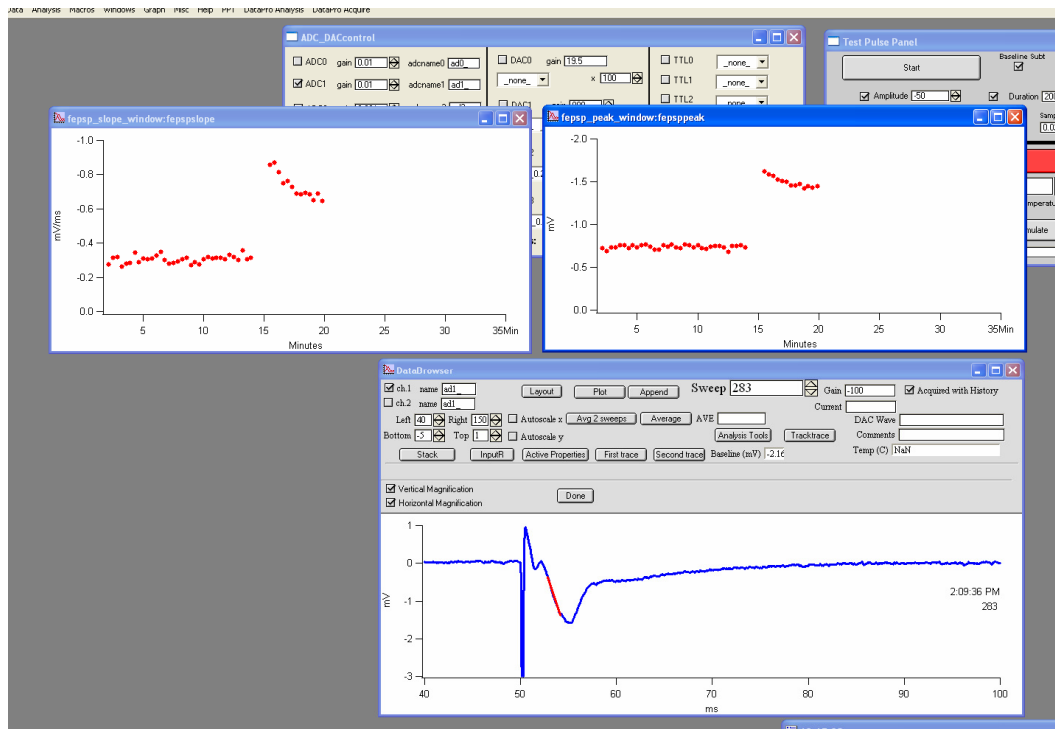 Data Analysis Macros Windows Graph Misc Help PPT DataPro Analysis DataPro Acquire
ADC_DACcontrol
ADC0 gain 0.01 adcname0 ad0_
DAC0 gain 19.5
TTL0 _none_
ADC1 gain 0.01 adcname1 ad1_
_none_ x 100
TTL1 _none_
DAC1
TTL2
Test Pulse Panel
Start
Baseline Subt
Amplitude -50
Duration 200
fepsp_slope_window:fepspslope
-1.0
-0.8
-0.6
-0.4
-0.2
0.0
mV/ms
5 10 15 20 25 30 35Min
Minutes
fepsp_peak_window:fepsppeak
-2.0
-1.5
-1.0
-0.5
0.0
mV
5 10 15 20 25 30 35Min
Minutes
DataBrowser
ch.1 name ad1_
ch.2 name ad1_
Layout Plot Append Sweep 283 Gain -100 Acquired with History
Current
Left 40 Right 150 Autoscale x Avg 2 sweeps Average AVE
DAC Wave
Bottom -5 Top 1 Autoscale y
Analysis Tools Tracktrace
Comments
Stack InputR Active Properties First trace Second trace Baseline (mV) -2.16
Temp (C) NaN
Vertical Magnification
Horizontal Magnification
Done
1
0
-1
-2
-3
mV
2:09:36 PM
283
40 50 60 70 80 90 100
ms